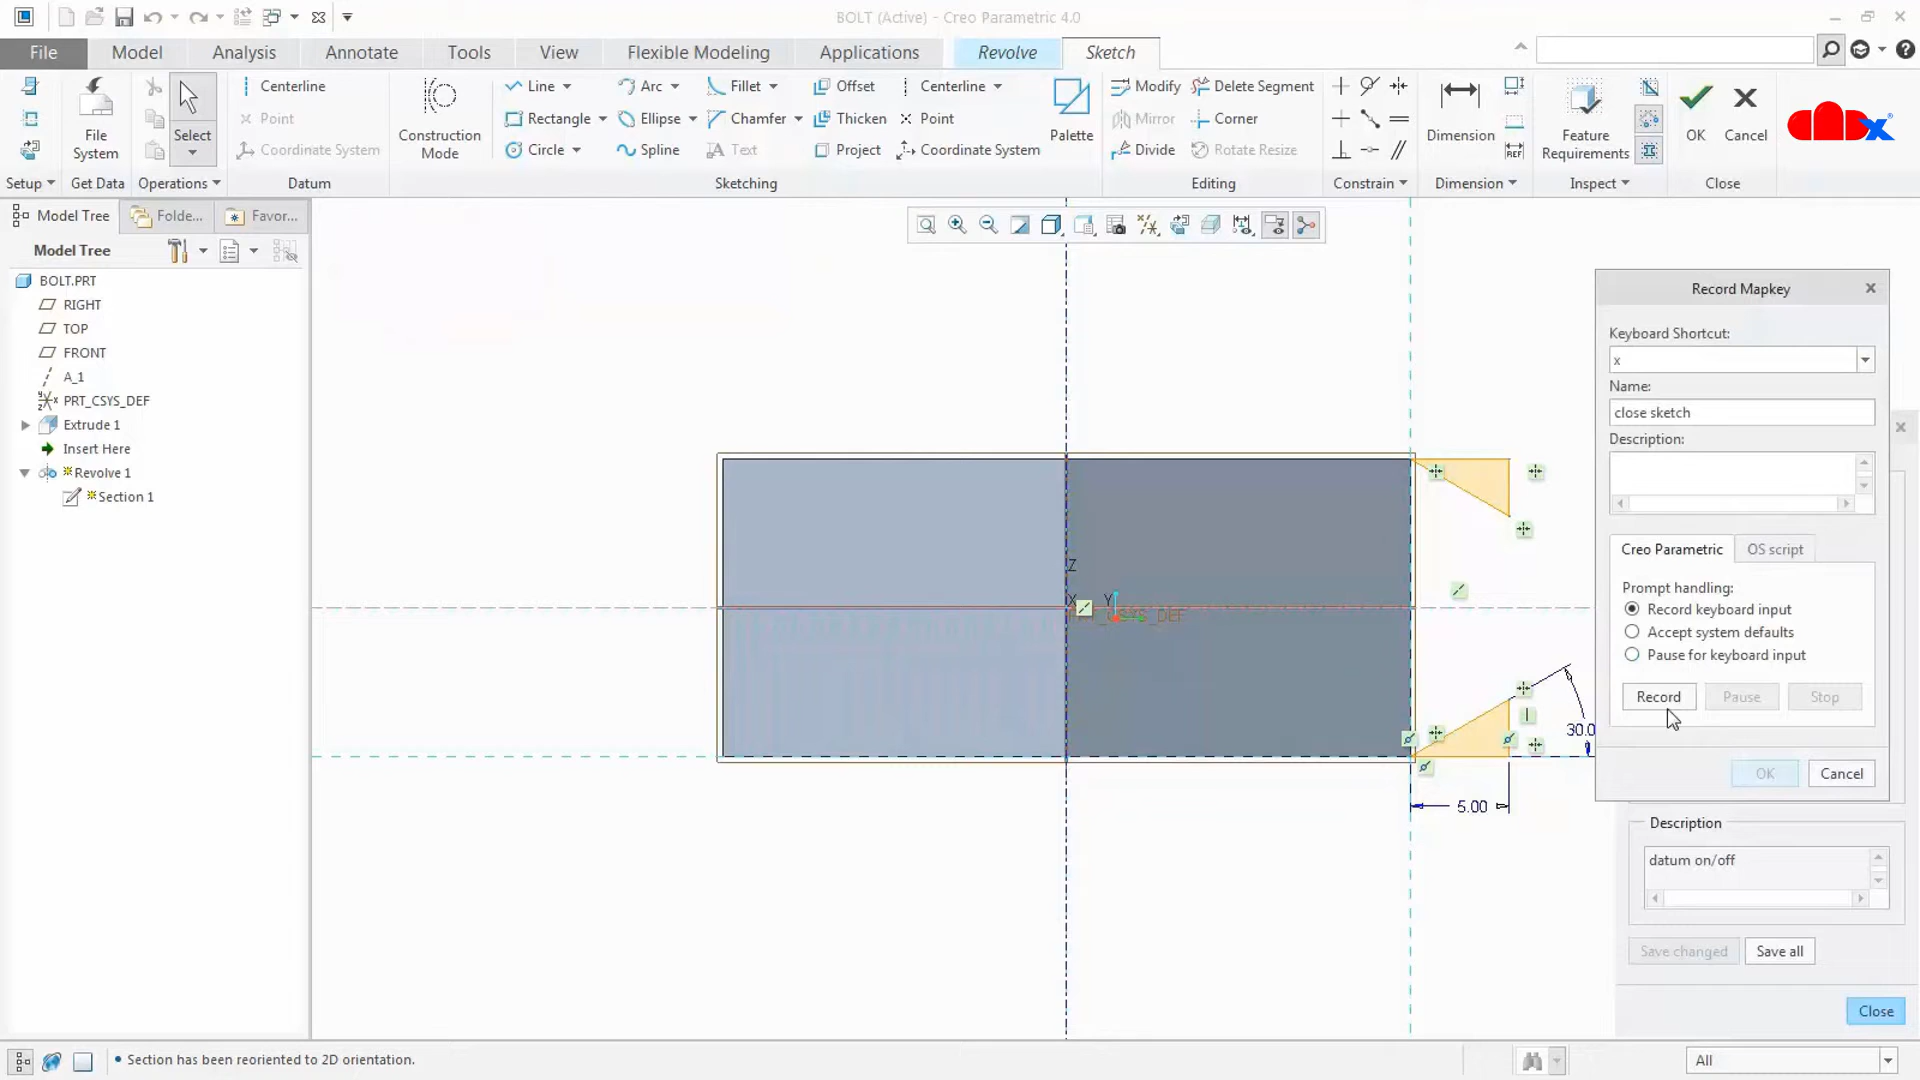 BOLT (Active) - Creo Parametric 4.0
File Model Analysis Annotate Tools View Flexible Modeling Applications Revolve Sketch
Centerline
Point
Coordinate System
File System
Select
Construction Mode
Line Arc Fillet Offset Centerline
Rectangle Ellipse Chamfer Thicken Point
Circle Spline Text Project Coordinate System
Palette
Modify Delete Segment
Mirror Corner
Divide Rotate Resize
Dimension
REF
Feature Requirements
OK
Cancel
CADx
Setup Get Data Operations Datum Sketching Editing Constrain Dimension Inspect Close
Model Tree Folde... Favor...
Model Tree
BOLT.PRT
RIGHT
TOP
FRONT
A_1
PRT_CSYS_DEF
Extrude 1
Insert Here
Revolve 1
Section 1
Z
X
Y
PRT_CSYS_DEF
30.0
5.00
Record Mapkey
Keyboard Shortcut:
x
Name:
close sketch
Description:
Creo Parametric OS script
Prompt handling:
Record keyboard input
Accept system defaults
Pause for keyboard input
Record Pause Stop
OK Cancel
Description
datum on/off
Save changed Save all
Close
Section has been reoriented to 2D orientation.
All